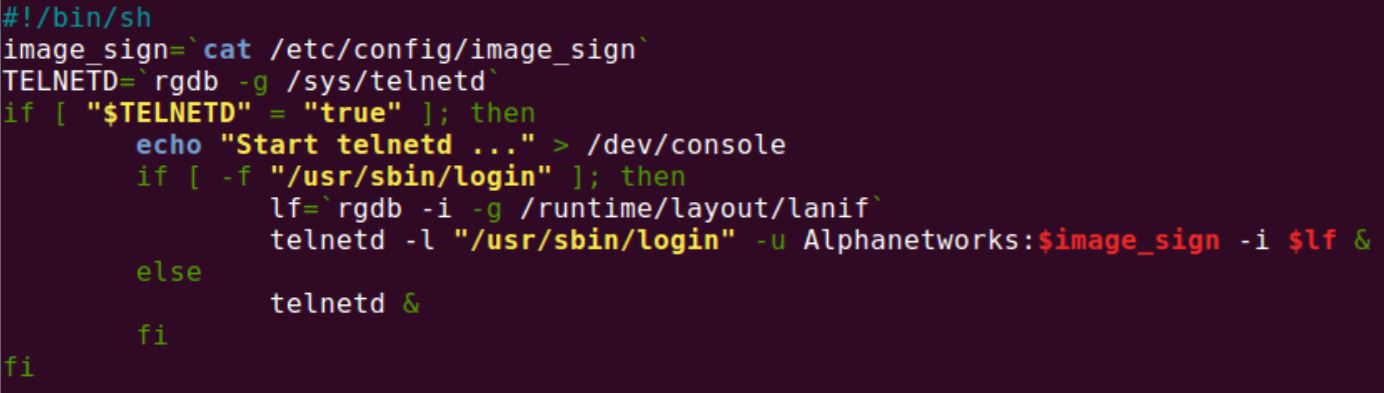 #!/bin/sh
image_sign=`cat /etc/config/image_sign`
TELNETD=`rgdb -g /sys/telnetd`
if [ "$TELNETD" = "true" ]; then
        echo "Start telnetd ..." > /dev/console
        if [ -f "/usr/sbin/login" ]; then
                lf=`rgdb -i -g /runtime/layout/lanif`
                telnetd -l "/usr/sbin/login" -u Alphanetworks:$image_sign -i $lf &
        else
                telnetd &
        fi
fi